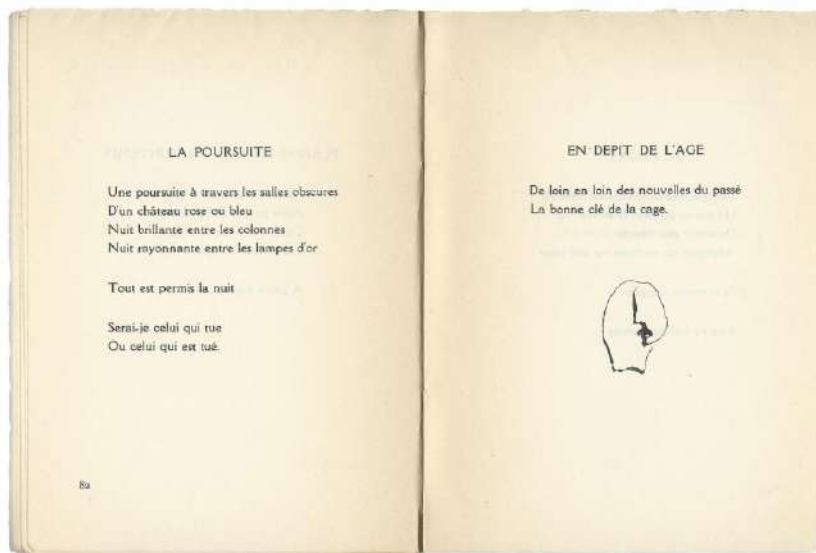 LA POURSUITE
Une poursuite à travers les salles obscures
D'un château rose ou bleu
Nuit brillante entre les colonnes
Nuit rayonnante entre les lampes d'or
Tout est permis la nuit
Serai-je celui qui tue
Ou celui qui est tué.
EN DEPIT DE L'AGE
De loin en loin des nouvelles du passé
La bonne clé de la cage.